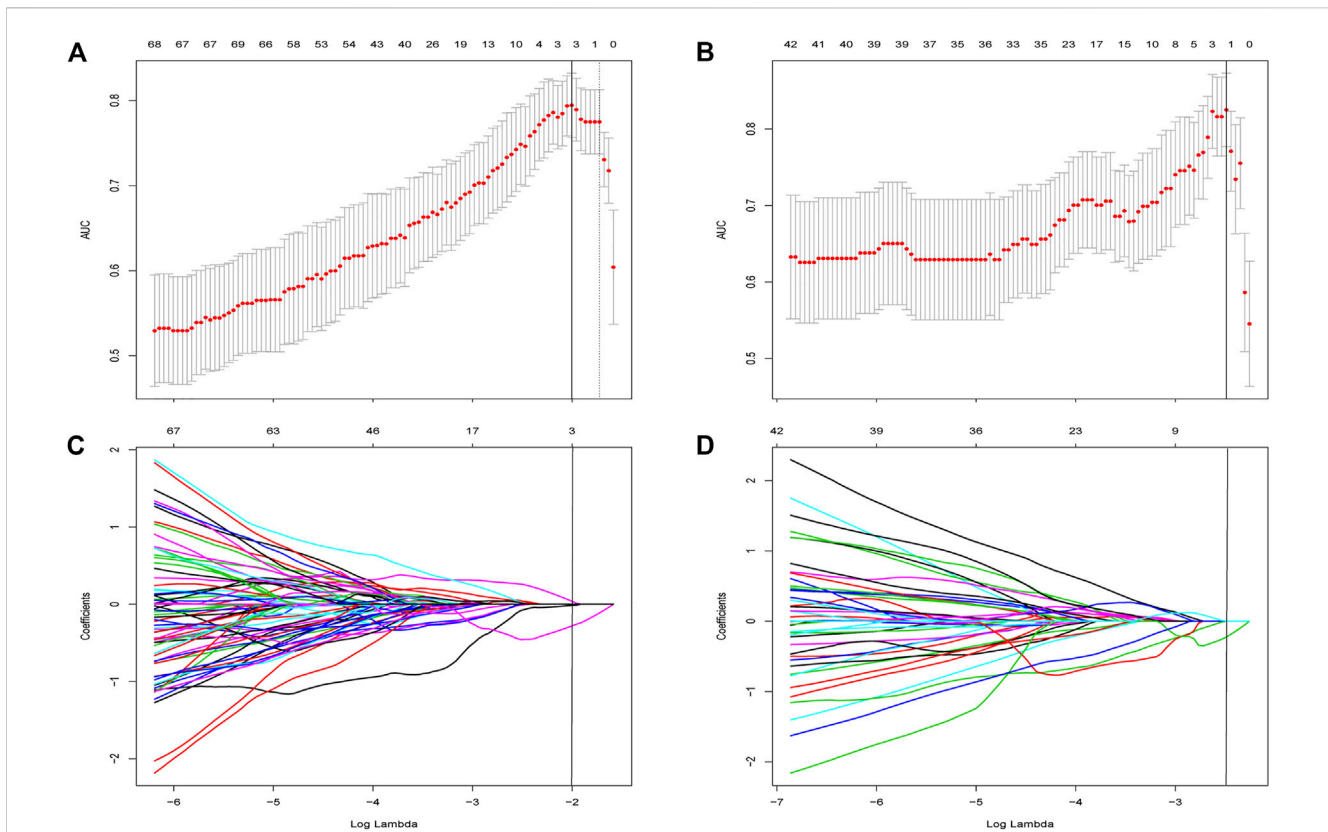 A
68 67 67 69 66 58 53 54 43 40 26 19 13 10 4 3 3 1 0
AUC
0.8
0.7
0.6
0.5
B
42 41 40 39 39 37 35 36 33 35 23 17 15 10 8 5 3 1 0
AUC
0.8
0.7
0.6
0.5
C
67 63 46 17 3
Coefficients
2
1
0
-1
-2
-6 -5 -4 -3 -2
Log Lambda
D
42 39 36 23 9
Coefficients
2
1
0
-1
-2
-7 -6 -5 -4 -3
Log Lambda